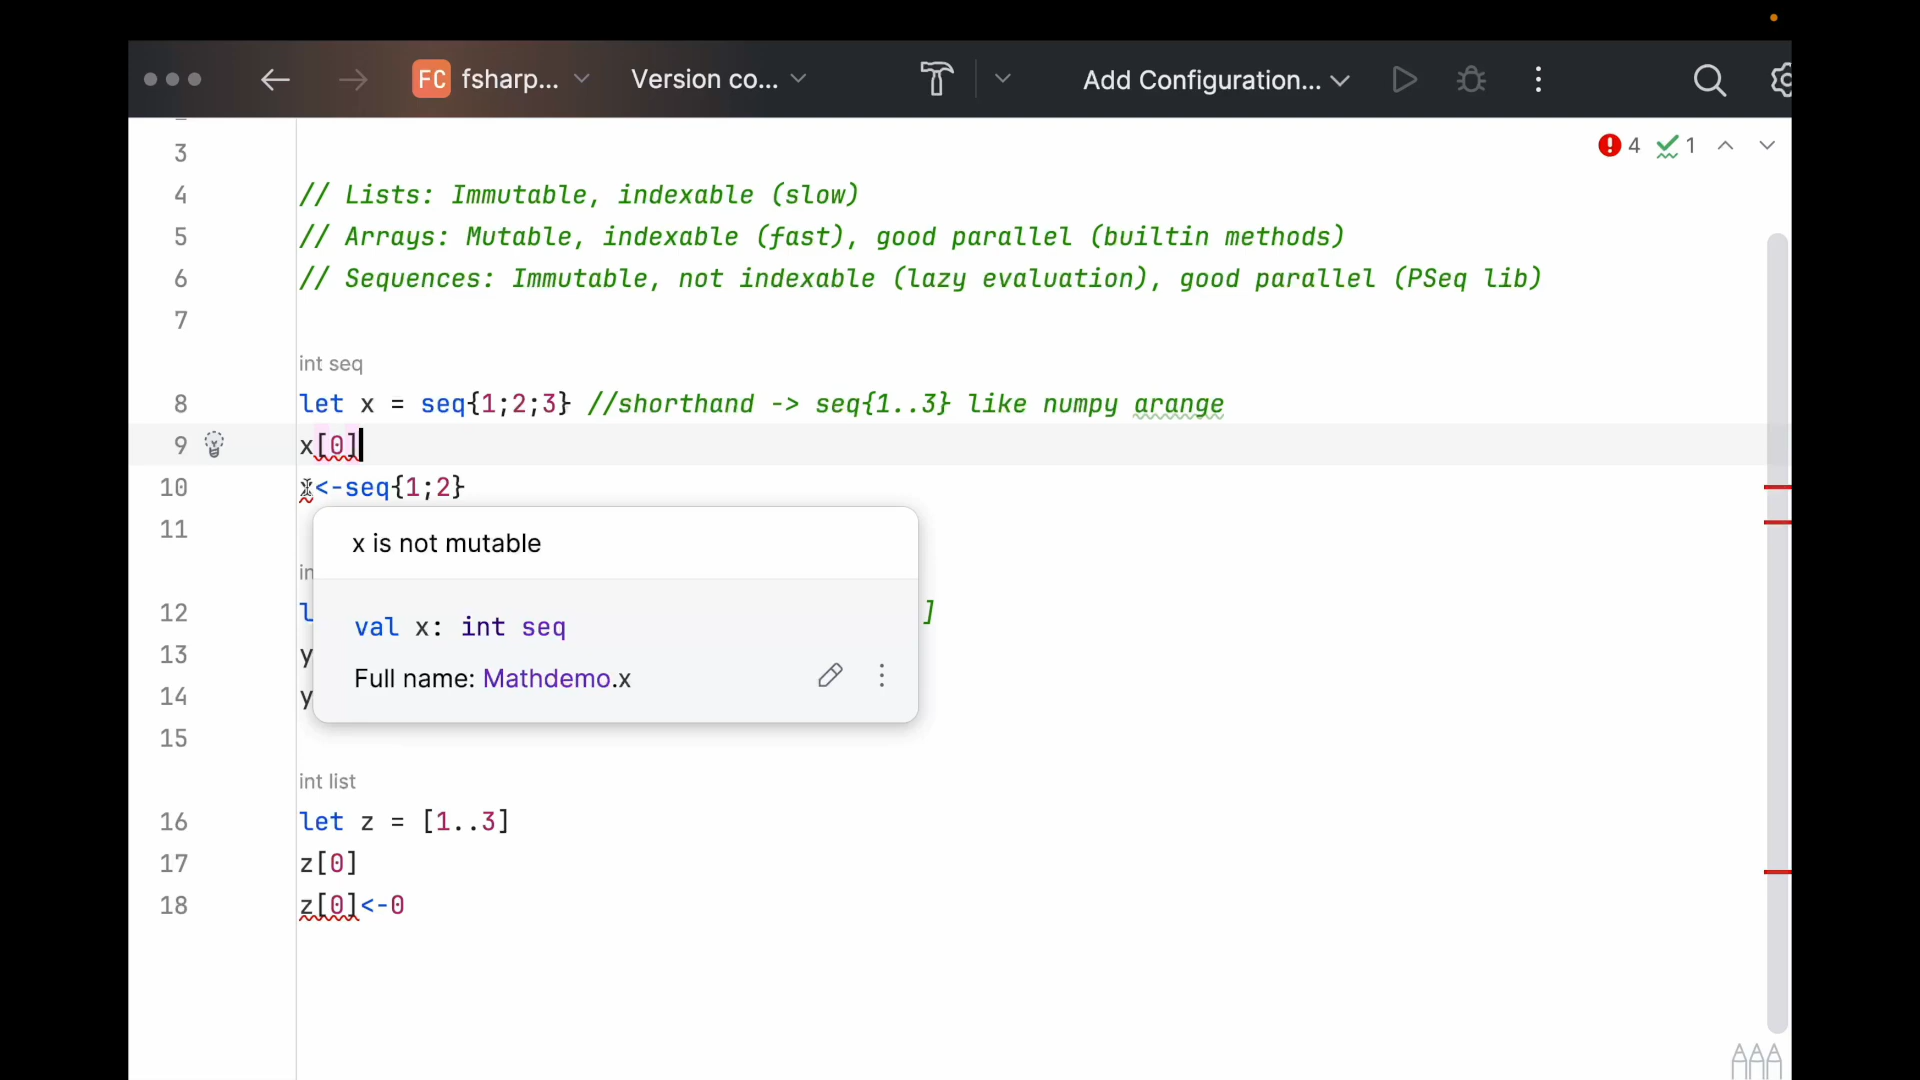 FC fsharp... Version co... Add Configuration...
4 1
3
4 // Lists: Immutable, indexable (slow)
5 // Arrays: Mutable, indexable (fast), good parallel (builtin methods)
6 // Sequences: Immutable, not indexable (lazy evaluation), good parallel (PSeq lib)
7
int seq
8 let x = seq{1;2;3} //shorthand -> seq{1..3} like numpy arange
9 x[0]
10 x<-seq{1;2}
11
x is not mutable
in
12 l ]
val x: int seq
13 y
Full name: Mathdemo.x
14 y
15
int list
16 let z = [1..3]
17 z[0]
18 z[0]<-0